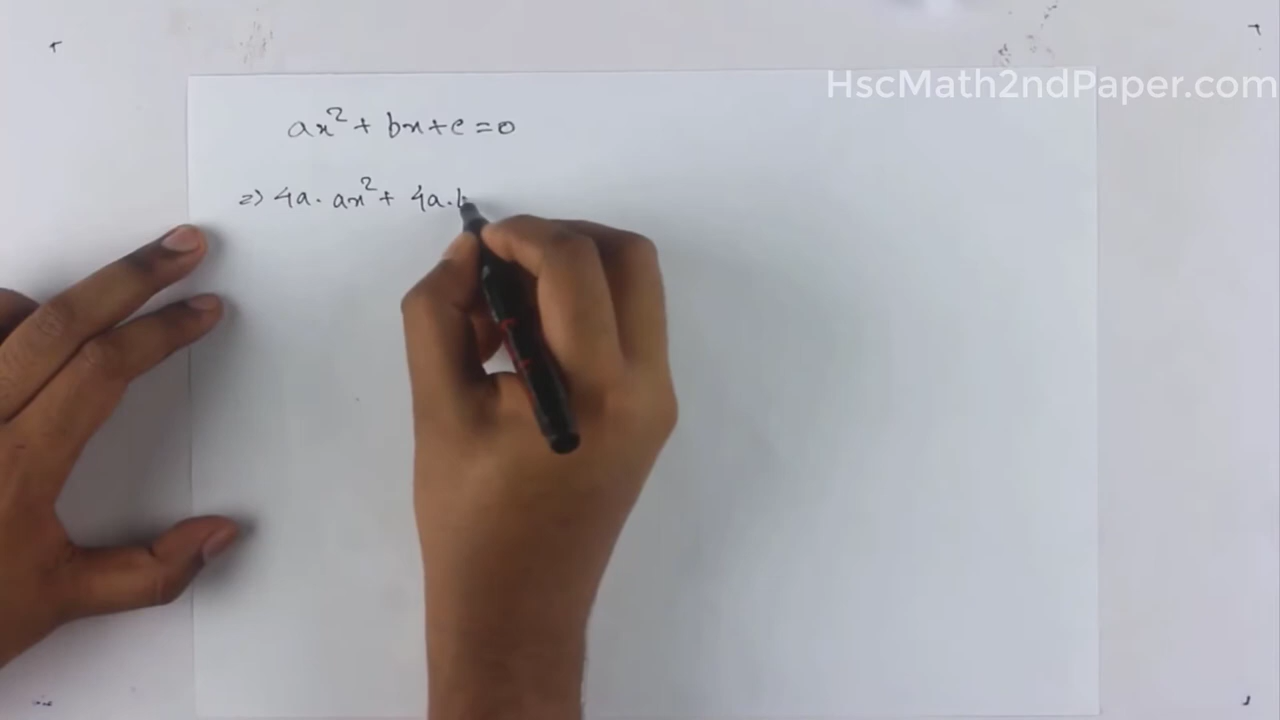 HscMath2ndPaper.com
ax² + bx + c = 0
=> 4a · ax² + 4a · b